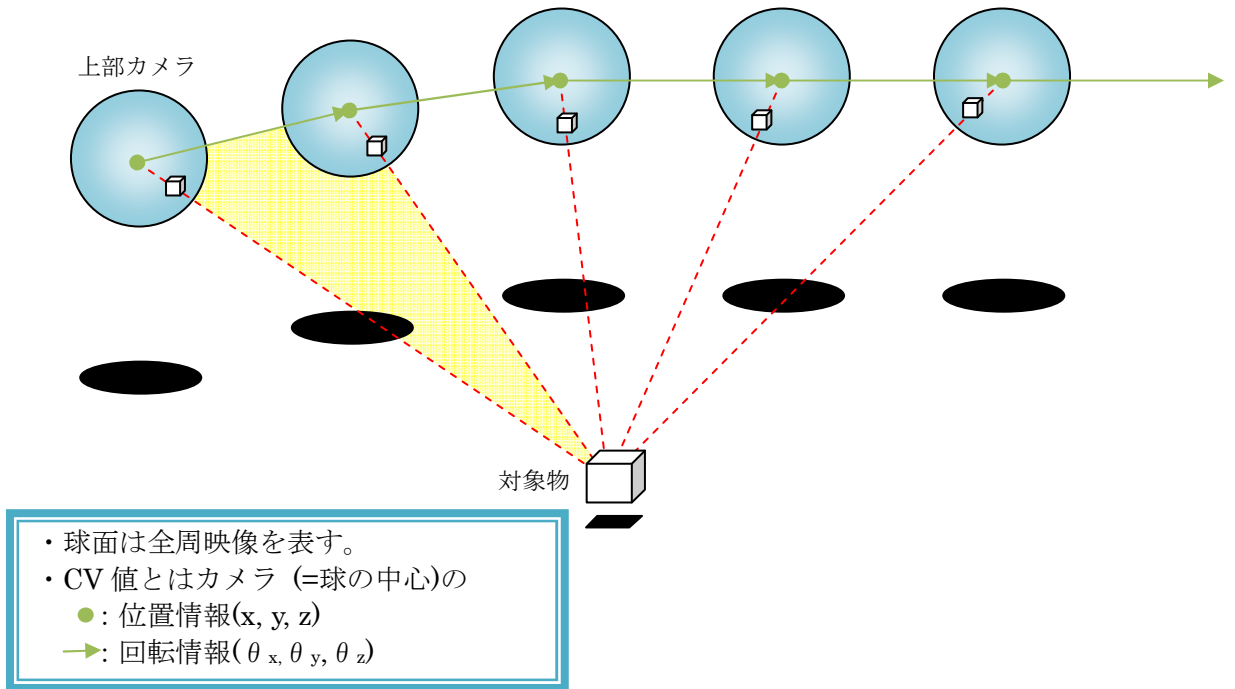 上部カメラ
対象物
・球面は全周映像を表す。
・CV 値とはカメラ (=球の中心)の
: 位置情報(x, y, z)
: 回転情報(θx, θy, θz)